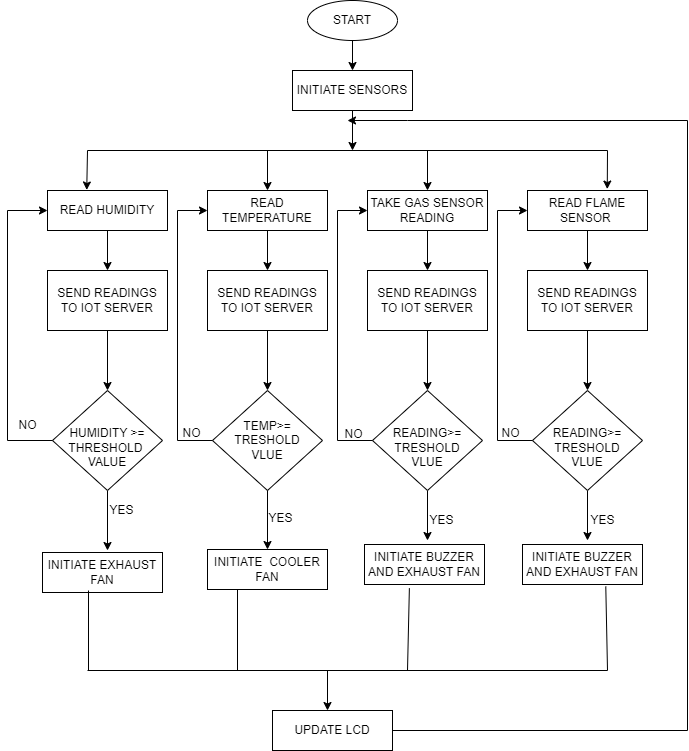 START
INITIATE SENSORS
READ HUMIDITY
READ
TEMPERATURE
TAKE GAS SENSOR
READING
READ FLAME
SENSOR
SEND READINGS
TO IOT SERVER
SEND READINGS
TO IOT SERVER
SEND READINGS
TO IOT SERVER
SEND READINGS
TO IOT SERVER
NO
HUMIDITY >=
THRESHOLD
VALUE
NO
TEMP>=
TRESHOLD
VLUE
NO
READING>=
TRESHOLD
VLUE
NO
READING>=
TRESHOLD
VLUE
YES
YES
YES
YES
INITIATE EXHAUST
FAN
INITIATE COOLER
FAN
INITIATE BUZZER
AND EXHAUST FAN
INITIATE BUZZER
AND EXHAUST FAN
UPDATE LCD